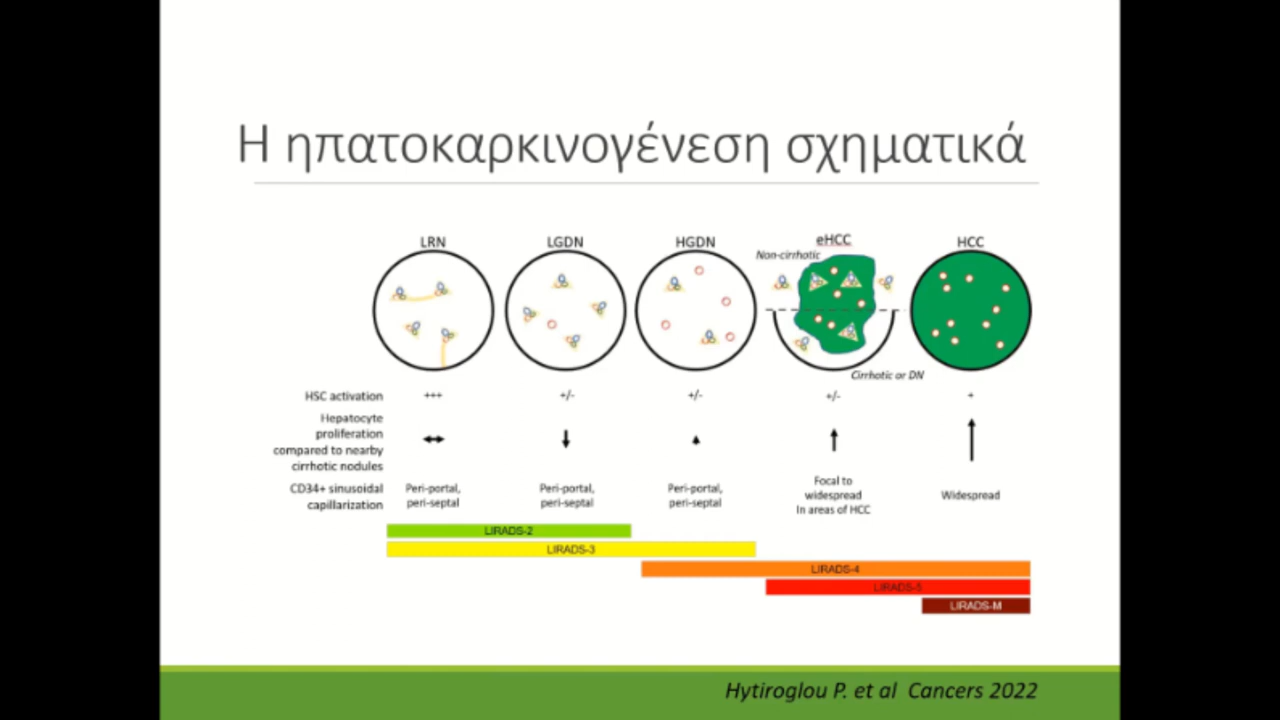 Η ηπατοκαρκινογένεση σχηματικά
LRN LGDN HGDN eHCC HCC
Non-cirrhotic
Cirrhotic or DN
HSC activation +++ +/- +/- +/- +
Hepatocyte
proliferation
compared to nearby
cirrhotic nodules
CD34+ sinusoidal
capillarization
Peri-portal,
peri-septal
Peri-portal,
peri-septal
Peri-portal,
peri-septal
Focal to
widespread
In areas of HCC
Widespread
LIRADS-2
LIRADS-3
LIRADS-4
LIRADS-5
LIRADS-M
Hytiroglou P. et al Cancers 2022